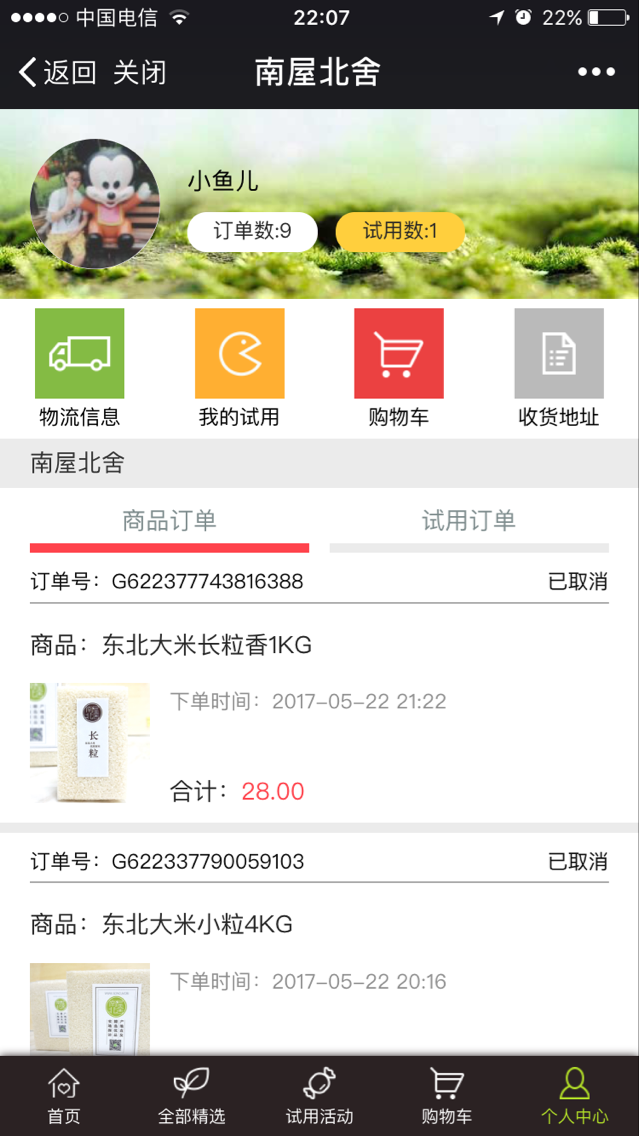 中国电信 22:07 22%
返回 关闭 南屋北舍
小鱼儿
订单数:9 试用数:1
物流信息 我的试用 购物车 收货地址
南屋北舍
商品订单 试用订单
订单号：G622377743816388 已取消
商品：东北大米长粒香1KG
下单时间：2017-05-22 21:22
长粒
合计：28.00
订单号：G622337790059103 已取消
商品：东北大米小粒4KG
下单时间：2017-05-22 20:16
首页 全部精选 试用活动 购物车 个人中心